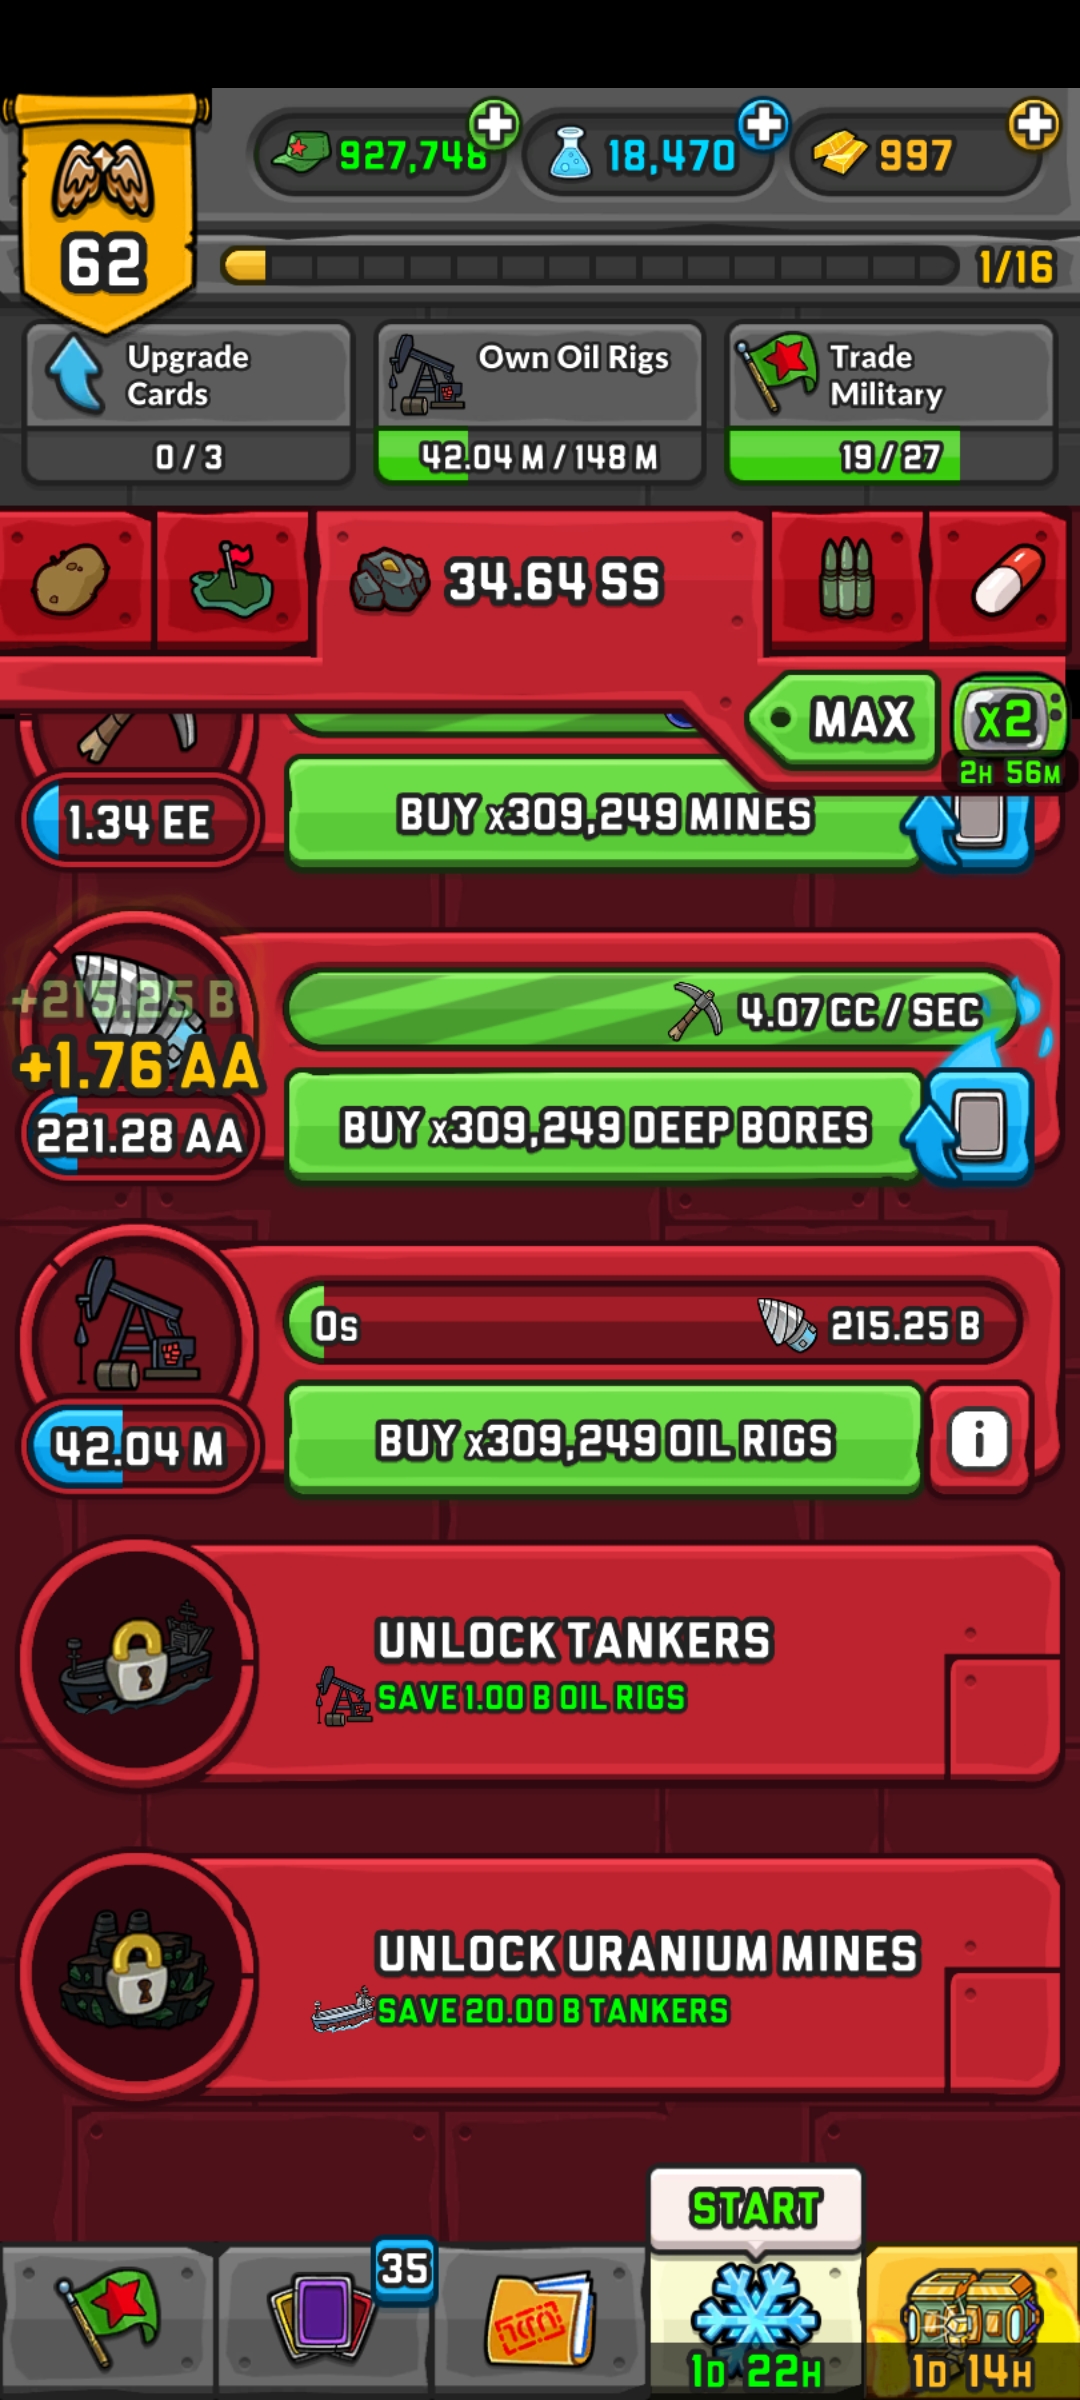 927,748
18,470
997
62
1/16
Upgrade
Cards
0 / 3
Own Oil Rigs
42.04 M / 148 M
Trade
Military
19 / 27
34.64 SS
MAX
x2
2H 56M
1.34 EE
BUY x309,249 MINES
+215.25 B
+1.76 AA
221.28 AA
4.07 CC / SEC
BUY x309,249 DEEP BORES
0s
215.25 B
42.04 M
BUY x309,249 OIL RIGS
i
UNLOCK TANKERS
SAVE 1.00 B OIL RIGS
UNLOCK URANIUM MINES
SAVE 20.00 B TANKERS
START
35
1D 22H
1D 14H